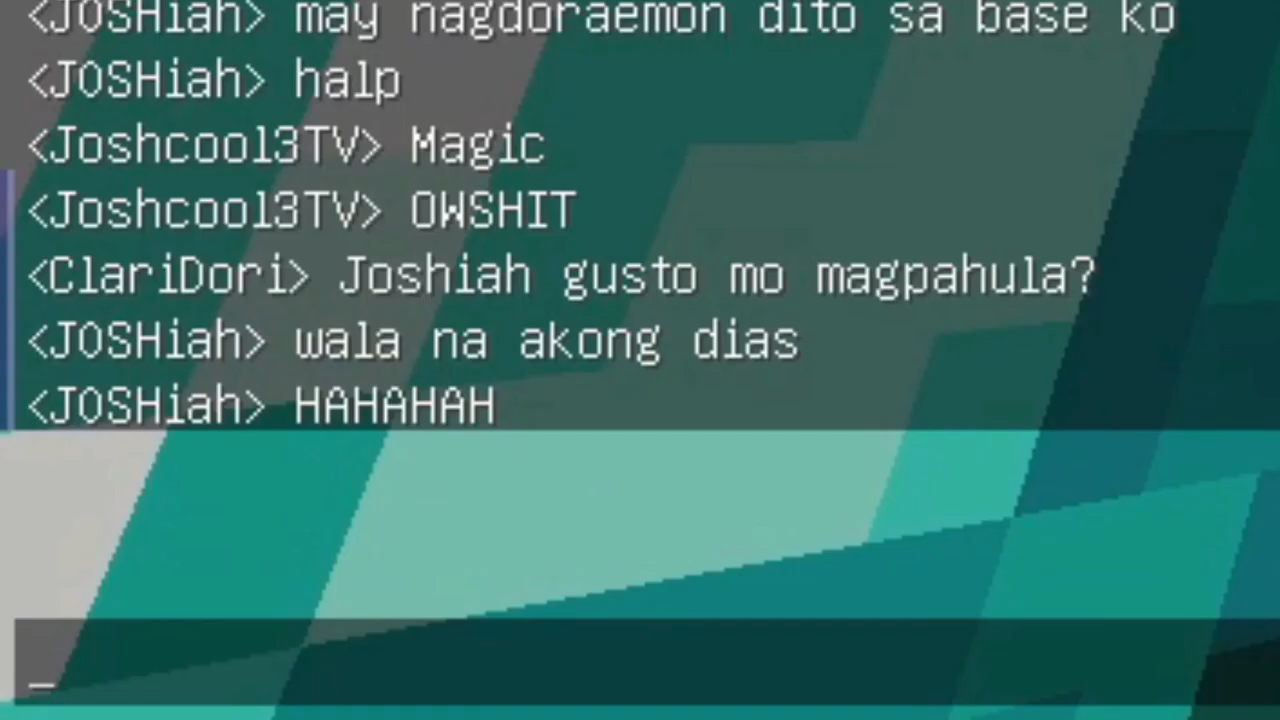 <JOSHiah> may nagdoraemon dito sa base ko
<JOSHiah> halp
<Joshcool3TV> Magic
<Joshcool3TV> OWSHIT
<ClariDori> Joshiah gusto mo magpahula?
<JOSHiah> wala na akong dias
<JOSHiah> HAHAHAH
_